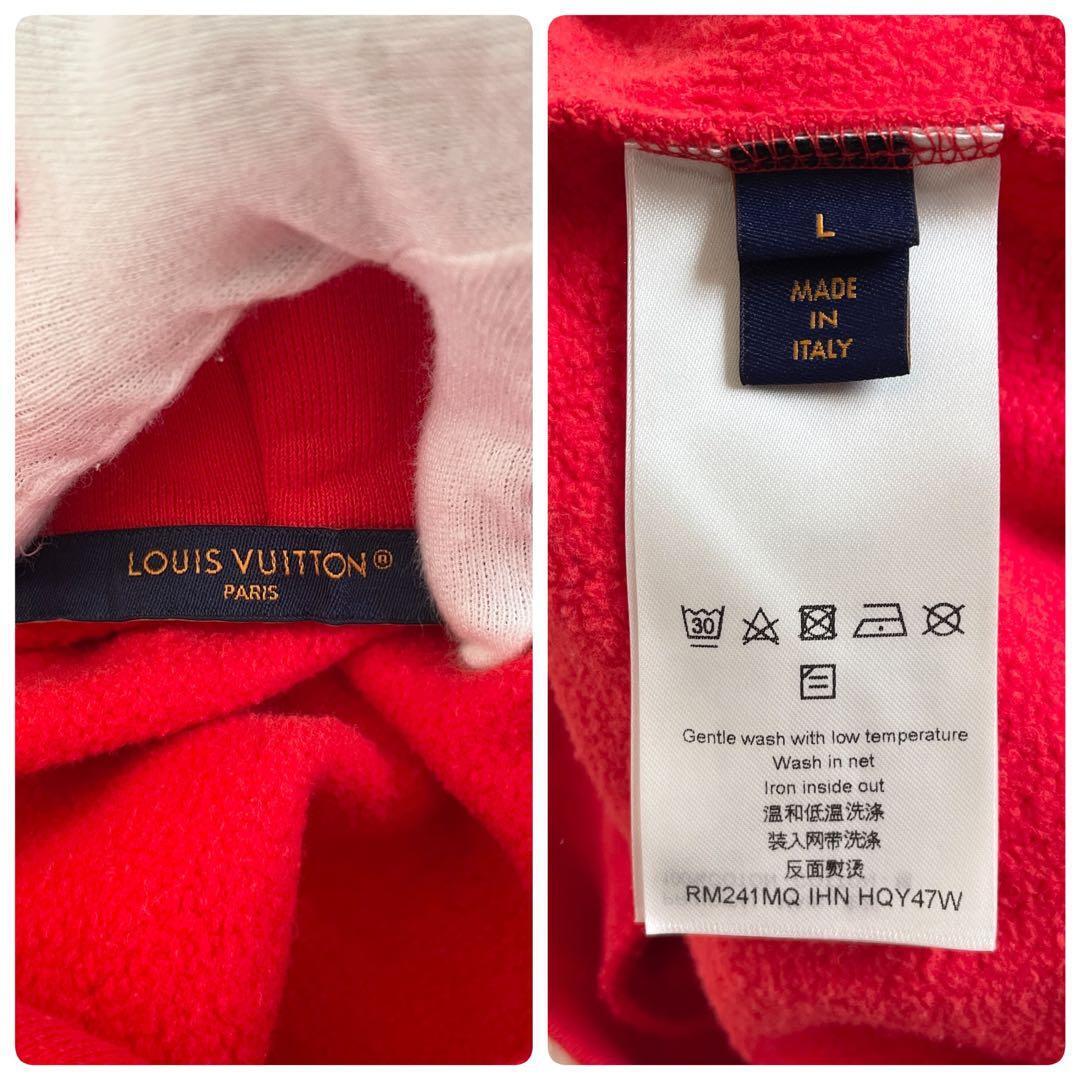 LOUIS VUITTON®
PARIS
L
MADE
IN
ITALY
30
Gentle wash with low temperature
Wash in net
Iron inside out
温和低温洗涤
装入网带洗涤
反面熨烫
RM241MQ IHN HQY47W